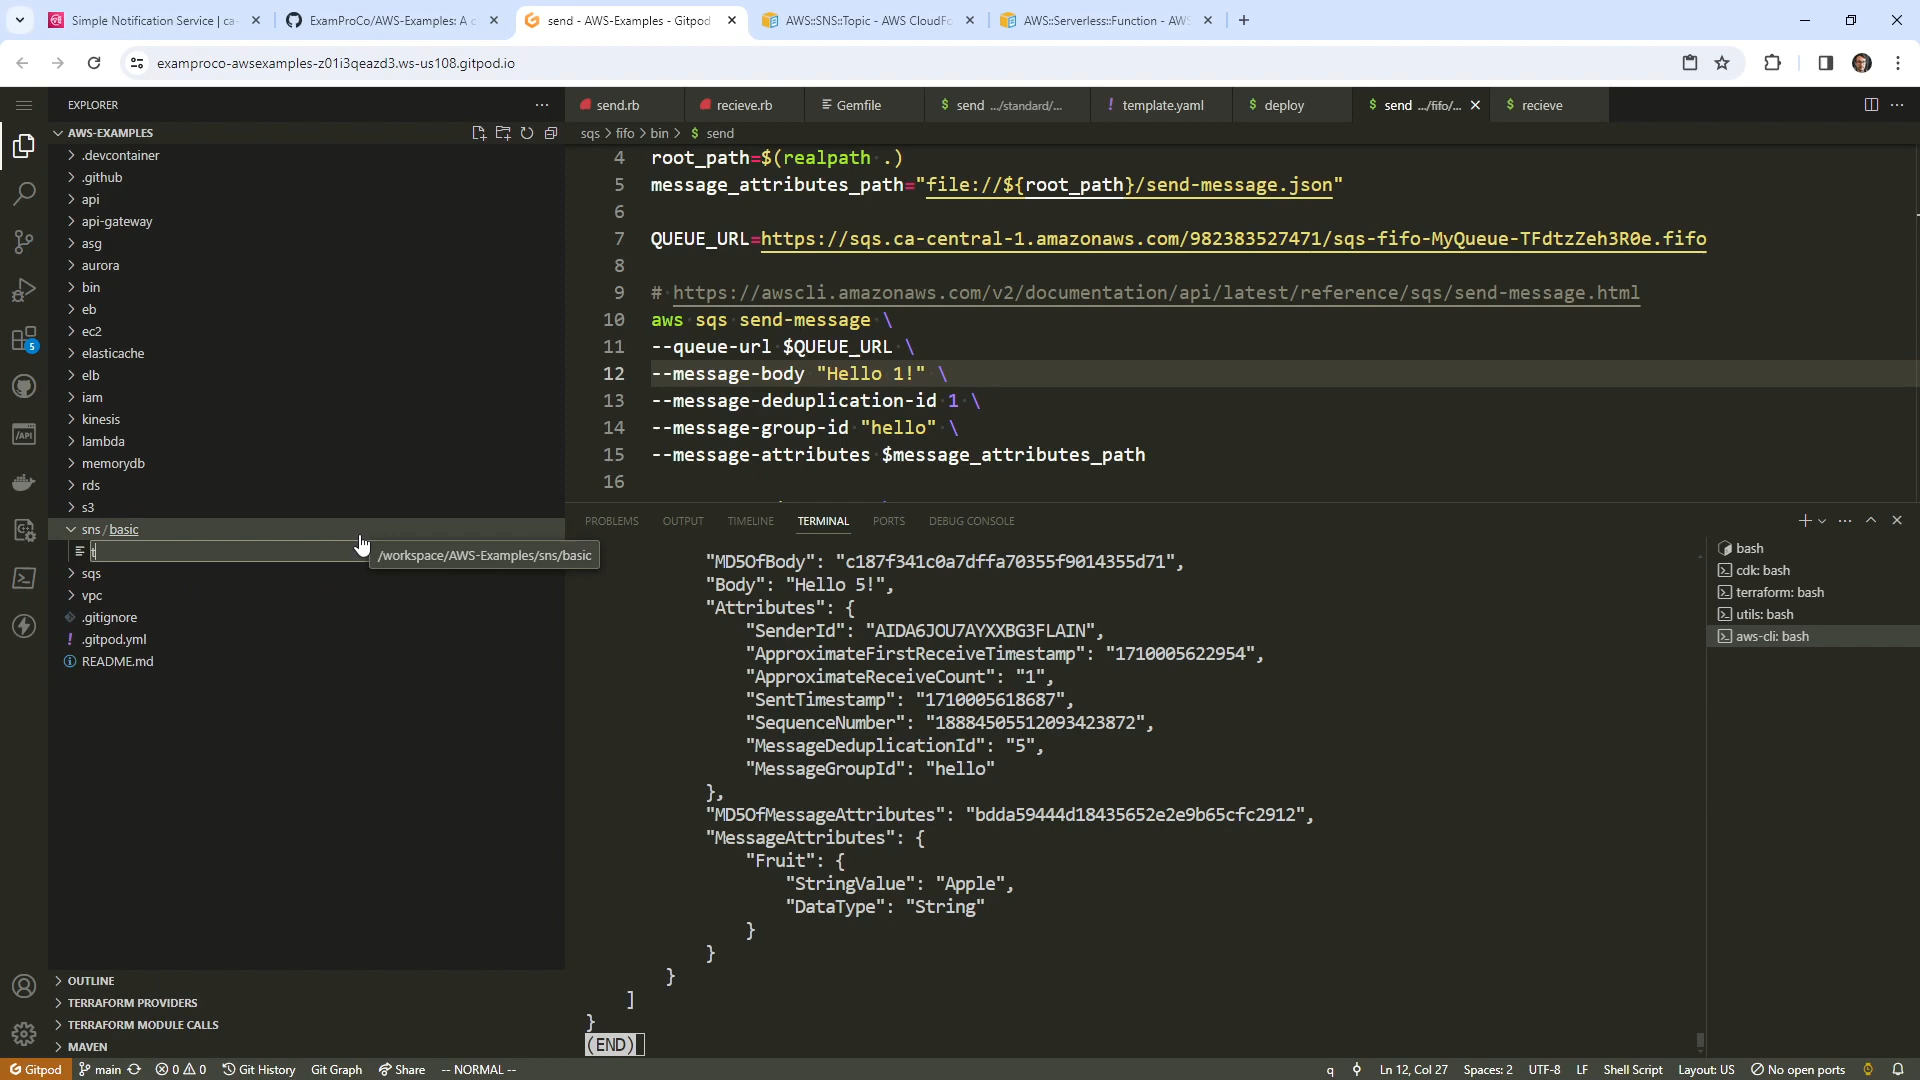 Simple Notification Service | ca-
ExamProCo/AWS-Examples: A c
send - AWS-Examples - Gitpod
AWS::SNS::Topic - AWS CloudFo
AWS::Serverless::Function - AWS
examproco-awsexamples-z01i3qeazd3.ws-us108.gitpod.io
EXPLORER
AWS-EXAMPLES
.devcontainer
.github
api
api-gateway
asg
aurora
bin
eb
ec2
elasticache
elb
iam
kinesis
lambda
memorydb
rds
s3
sns / basic
t
/workspace/AWS-Examples/sns/basic
sqs
vpc
.gitignore
.gitpod.yml
README.md
OUTLINE
TERRAFORM PROVIDERS
TERRAFORM MODULE CALLS
MAVEN
send.rb
recieve.rb
Gemfile
$ send .../standard/...
! template.yaml
$ deploy
$ send .../fifo/...
$ recieve
sqs > fifo > bin > $ send
4 root_path=$(realpath .)
5 message_attributes_path="file://${root_path}/send-message.json"
6
7 QUEUE_URL=https://sqs.ca-central-1.amazonaws.com/982383527471/sqs-fifo-MyQueue-TFdtzZeh3R0e.fifo
8
9 # https://awscli.amazonaws.com/v2/documentation/api/latest/reference/sqs/send-message.html
10 aws sqs send-message \
11 --queue-url $QUEUE_URL \
12 --message-body "Hello 1!" \
13 --message-deduplication-id 1 \
14 --message-group-id "hello" \
15 --message-attributes $message_attributes_path
16
PROBLEMS OUTPUT TIMELINE TERMINAL PORTS DEBUG CONSOLE
"MD5OfBody": "c187f341c0a7dffa70355f9014355d71",
"Body": "Hello 5!",
"Attributes": {
"SenderId": "AIDA6JOU7AYXXBG3FLAIN",
"ApproximateFirstReceiveTimestamp": "1710005622954",
"ApproximateReceiveCount": "1",
"SentTimestamp": "1710005618687",
"SequenceNumber": "18884505512093423872",
"MessageDeduplicationId": "5",
"MessageGroupId": "hello"
},
"MD5OfMessageAttributes": "bdda59444d18435652e2e9b65cfc2912",
"MessageAttributes": {
"Fruit": {
"StringValue": "Apple",
"DataType": "String"
}
}
}
]
}
(END)
bash
cdk: bash
terraform: bash
utils: bash
aws-cli: bash
5
/API
Gitpod main 0 0 Git History Git Graph Share -- NORMAL -- q Ln 12, Col 27 Spaces: 2 UTF-8 LF Shell Script Layout: US No open ports